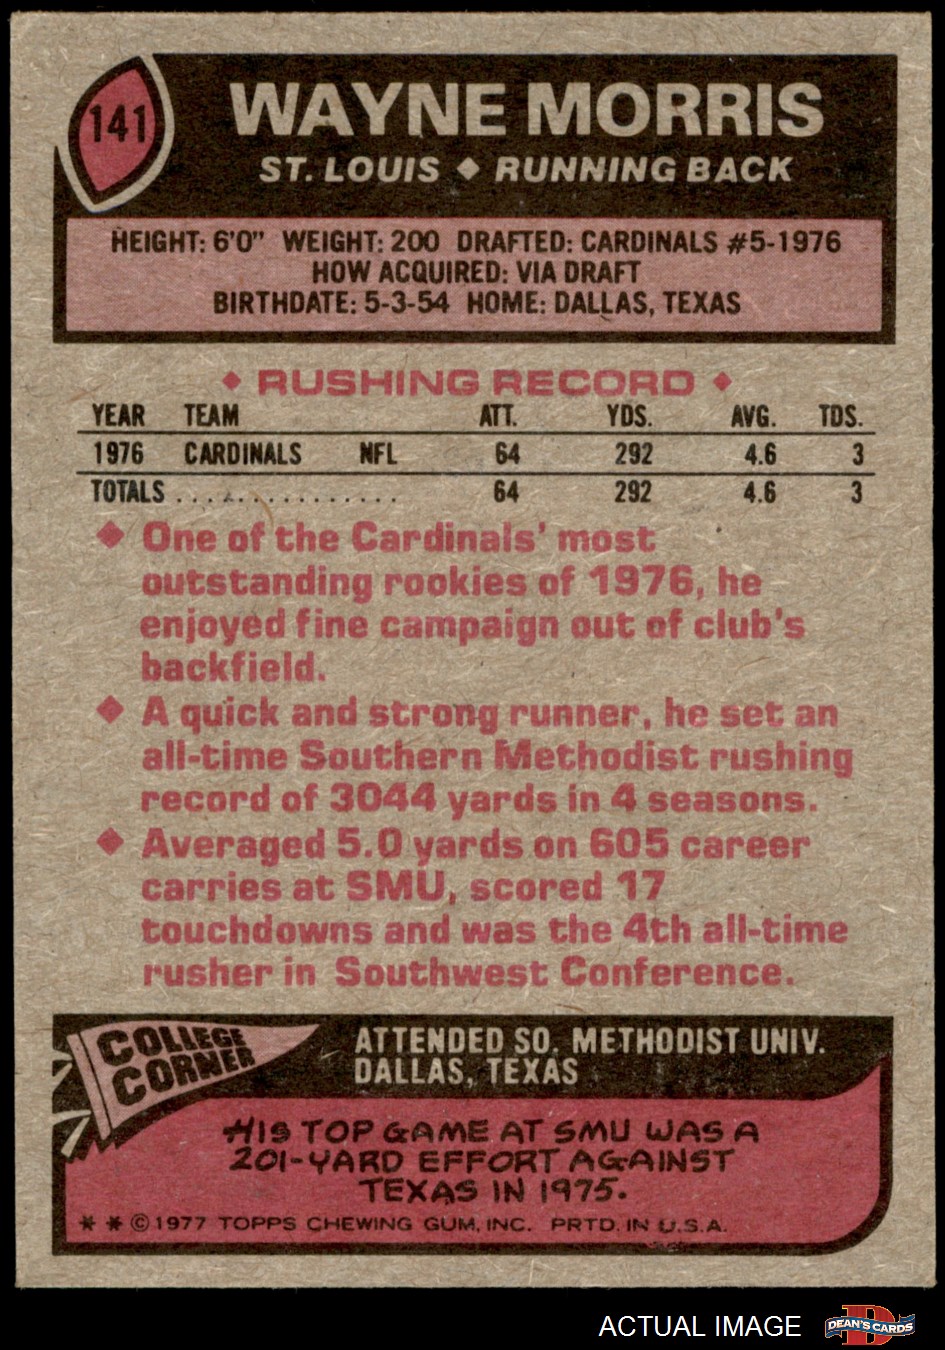 141
WAYNE MORRIS
ST. LOUIS ◆ RUNNING BACK
HEIGHT: 6'0" WEIGHT: 200 DRAFTED: CARDINALS #5-1976
HOW ACQUIRED: VIA DRAFT
BIRTHDATE: 5-3-54 HOME: DALLAS, TEXAS
◆ RUSHING RECORD ◆
YEAR TEAM ATT. YDS. AVG. TDS.
1976 CARDINALS NFL 64 292 4.6 3
TOTALS . . . . . . . . . . . . . . . 64 292 4.6 3
◆ One of the Cardinals' most
outstanding rookies of 1976, he
enjoyed fine campaign out of club's
backfield.
◆ A quick and strong runner, he set an
all-time Southern Methodist rushing
record of 3044 yards in 4 seasons.
◆ Averaged 5.0 yards on 605 career
carries at SMU, scored 17
touchdowns and was the 4th all-time
rusher in Southwest Conference.
COLLEGE
CORNER
ATTENDED SO. METHODIST UNIV.
DALLAS, TEXAS
HIS TOP GAME AT SMU WAS A
201-YARD EFFORT AGAINST
TEXAS IN 1975.
* * © 1977 TOPPS CHEWING GUM, INC. PRTD. IN U.S.A.
ACTUAL IMAGE
D
DEAN'S CARDS